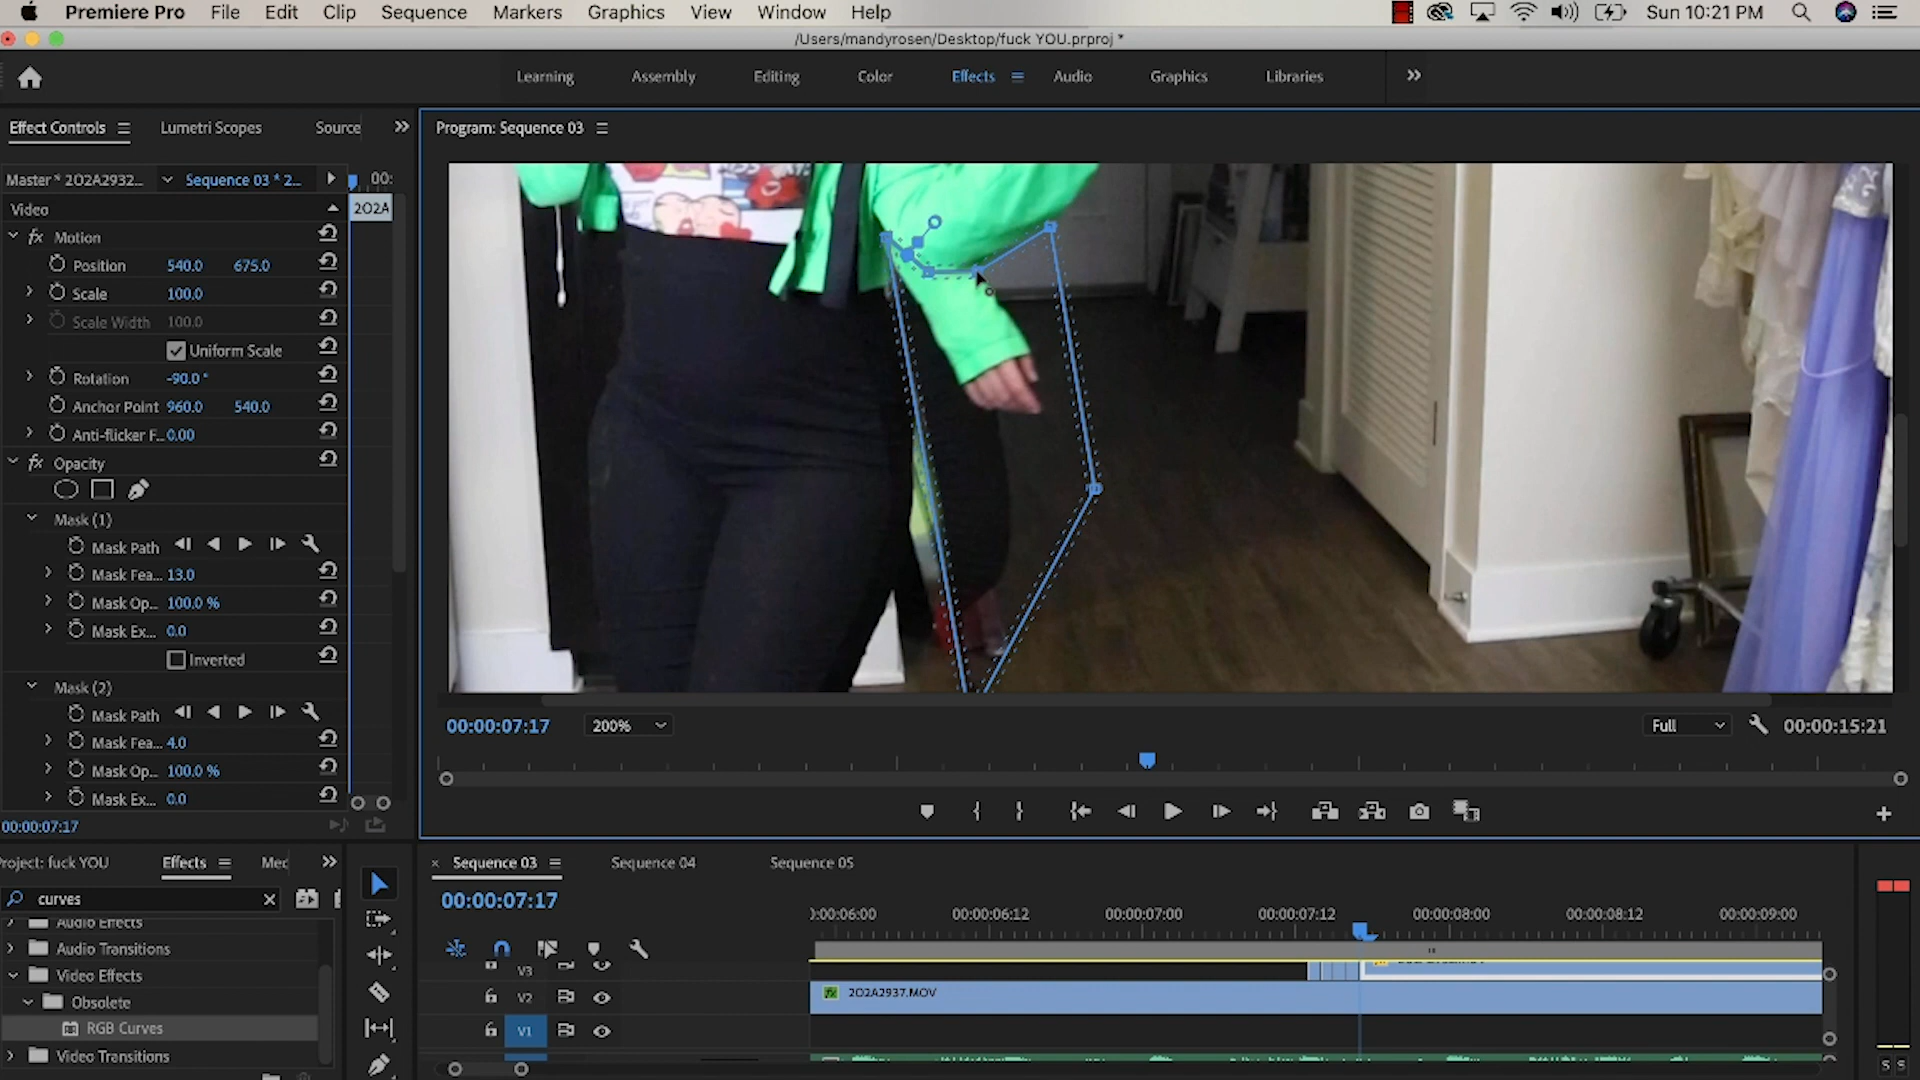 Premiere Pro File Edit Clip Sequence Markers Graphics View Window Help Sun 10:21 PM
/Users/mandyrosen/Desktop/fuck YOU.prproj *
Learning Assembly Editing Color Effects Audio Graphics Libraries
Effect Controls Lumetri Scopes Source Program: Sequence 03
Master * 2O2A2932... Sequence 03 * 2... 00:
Video 2O2A
fx Motion
Position 540.0 675.0
Scale 100.0
Scale Width 100.0
Uniform Scale
Rotation -90.0 °
Anchor Point 960.0 540.0
Anti-flicker F... 0.00
fx Opacity
Mask (1)
Mask Path
Mask Fea... 13.0
Mask Op... 100.0 %
Mask Ex... 0.0
Inverted
Mask (2)
Mask Path
Mask Fea... 4.0
Mask Op... 100.0 %
Mask Ex... 0.0
00:00:07:17
00:00:07:17 200% Full 00:00:15:21
roject: fuck YOU Effects Med
curves
Audio Effects
Audio Transitions
Video Effects
Obsolete
RGB Curves
Video Transitions
Sequence 03 Sequence 04 Sequence 05
00:00:07:17
:00:06:00 00:00:06:12 00:00:07:00 00:00:07:12 00:00:08:00 00:00:08:12 00:00:09:00
V3
V2 fx 2O2A2937.MOV
V1
S S